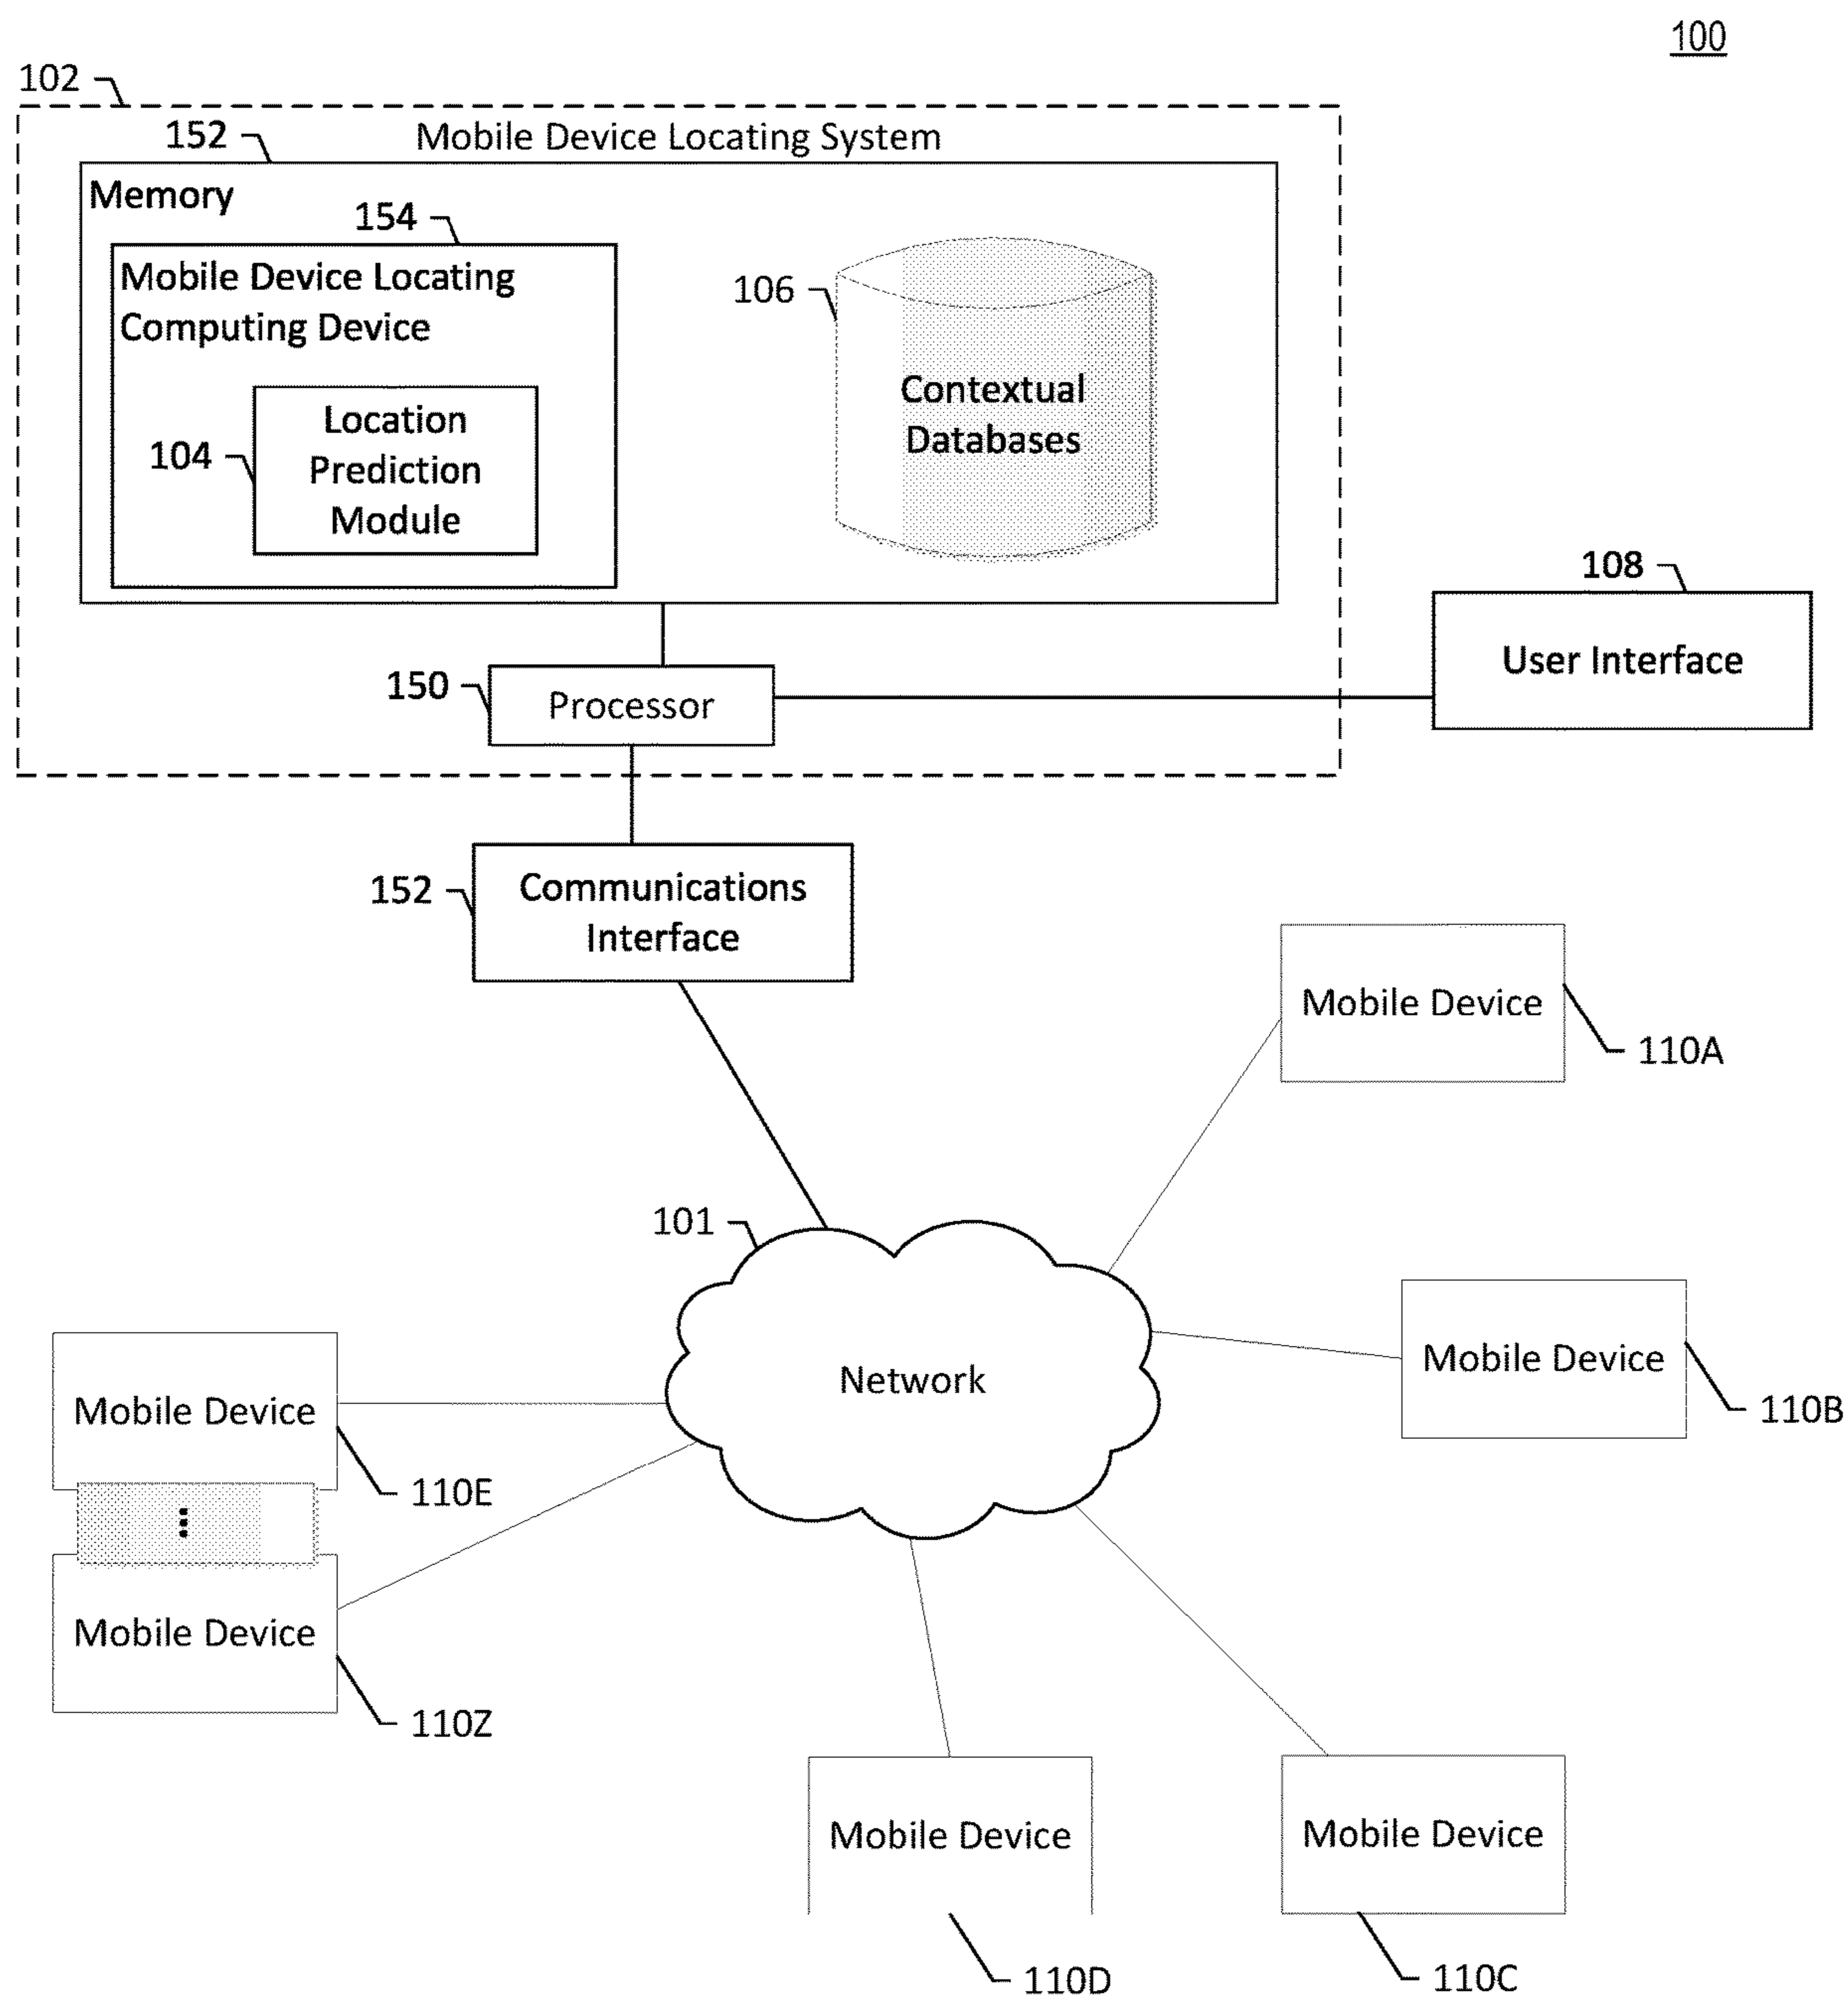 100
102
Mobile Device Locating System
152
Memory
154
Mobile Device Locating
Computing Device
106
Contextual
Databases
104
Location
Prediction
Module
108
User Interface
150
Processor
152
Communications
Interface
Mobile Device
110A
101
Network
Mobile Device
110B
Mobile Device
110E
...
Mobile Device
110Z
Mobile Device
110D
Mobile Device
110C